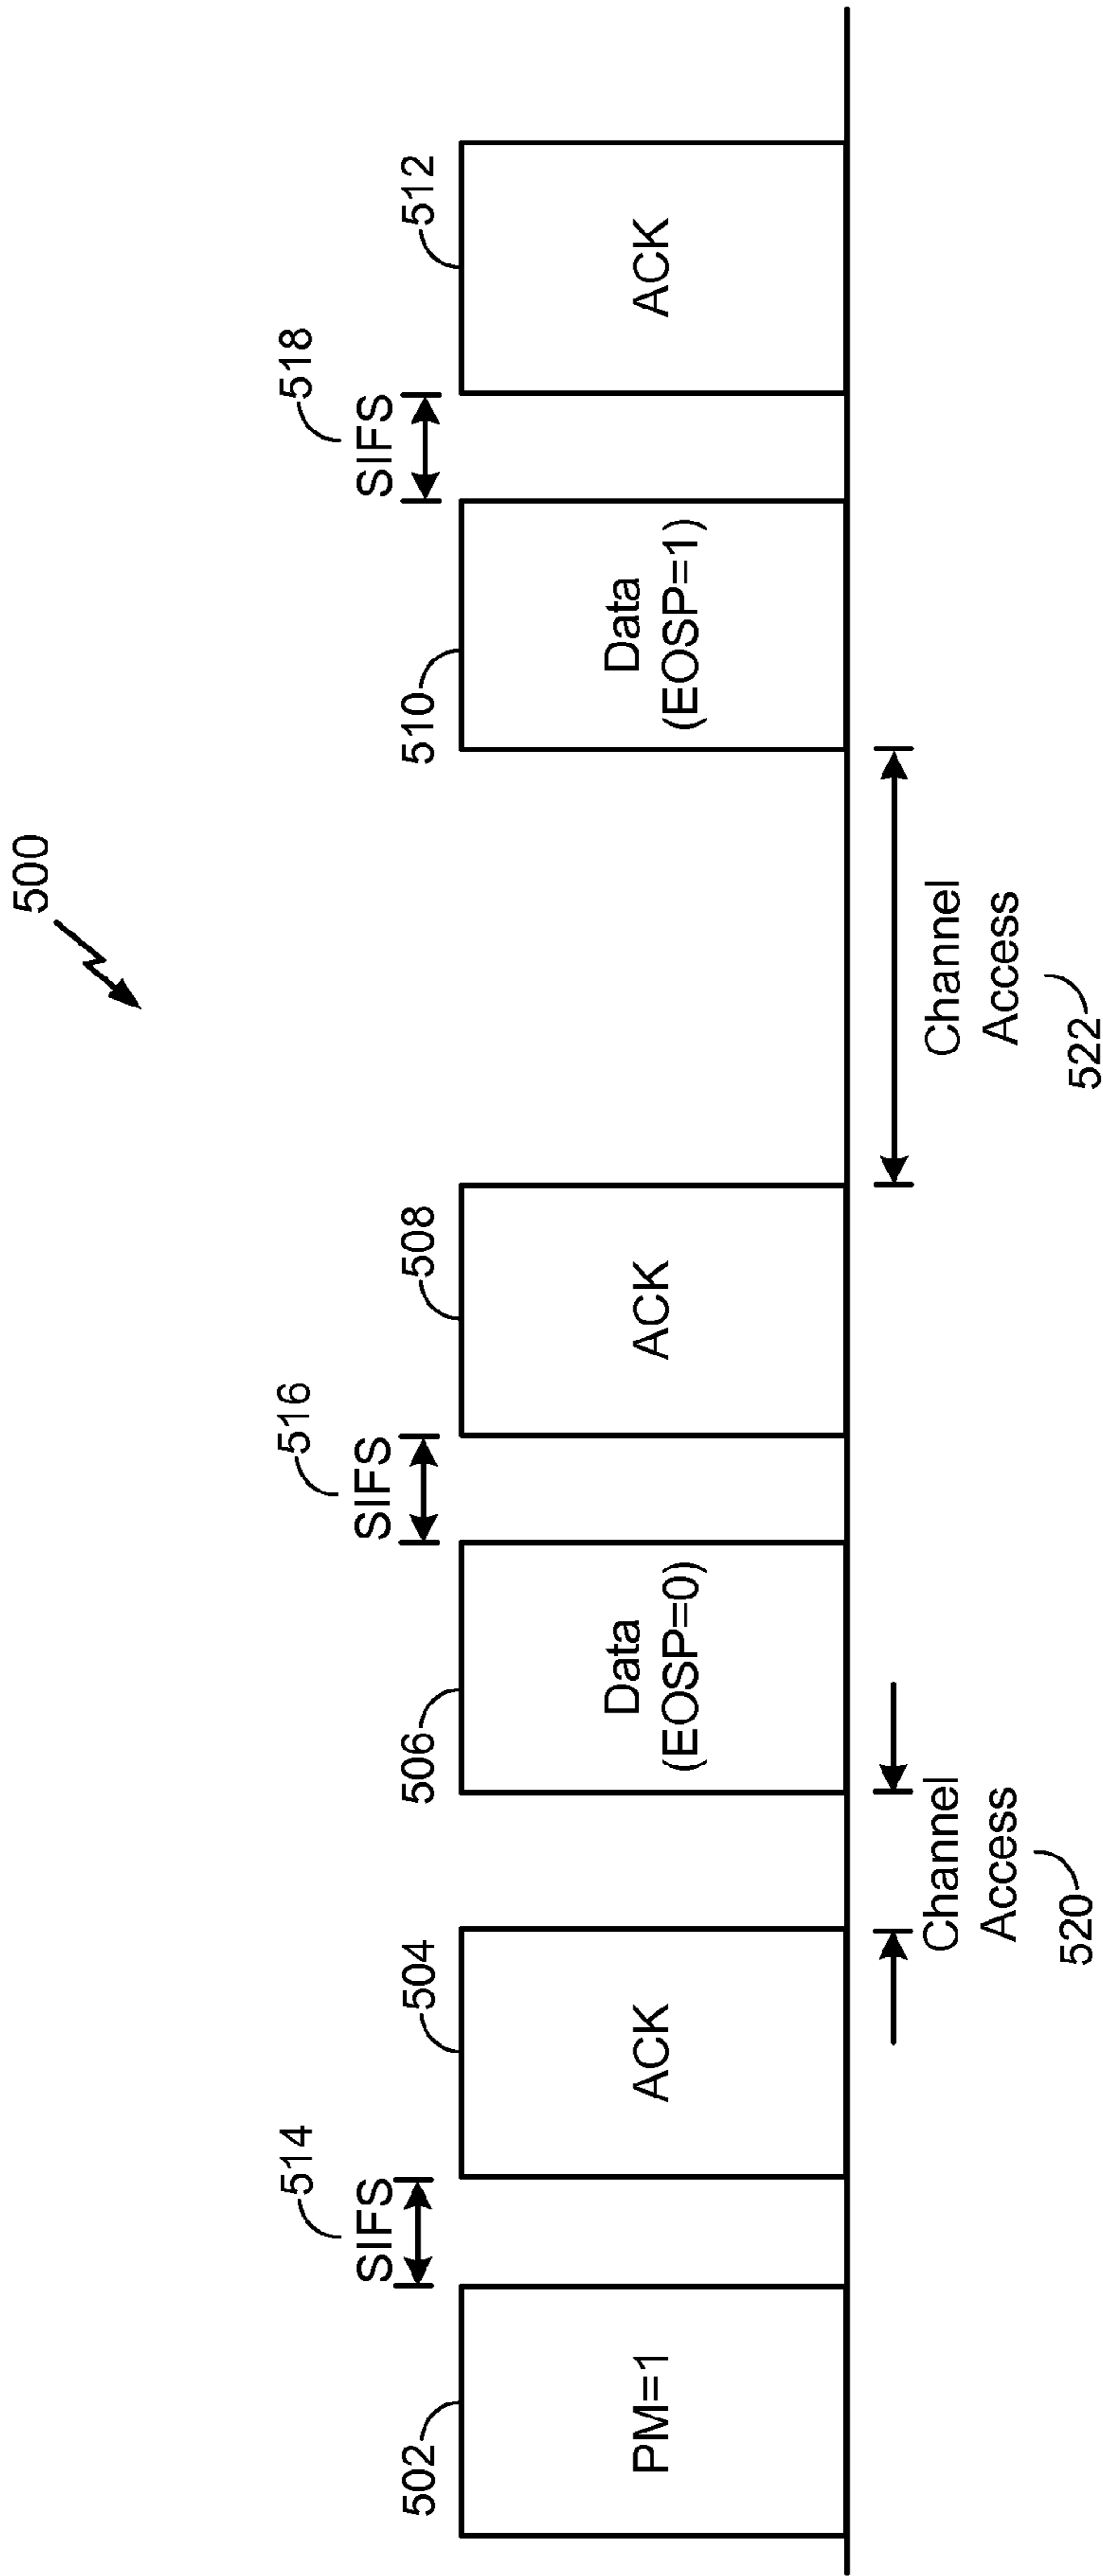 500
514
516
518
SIFS
SIFS
SIFS
502
504
506
508
510
512
PM=1
ACK
Data
(EOSP=0)
ACK
Data
(EOSP=1)
ACK
Channel
Access
520
Channel
Access
522